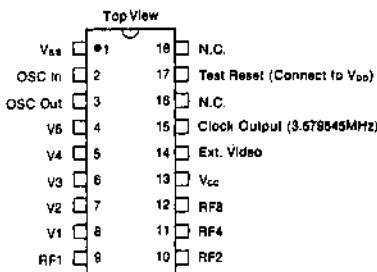 Top View
Vss 1 18 N.C.
OSC In 2 17 Test Reset (Connect to VDD)
OSC Out 3 16 N.C.
V5 4 15 Clock Output (3.579545MHz)
V4 5 14 Ext. Video
V3 6 13 Vcc
V2 7 12 RF8
V1 8 11 RF4
RF1 9 10 RF2